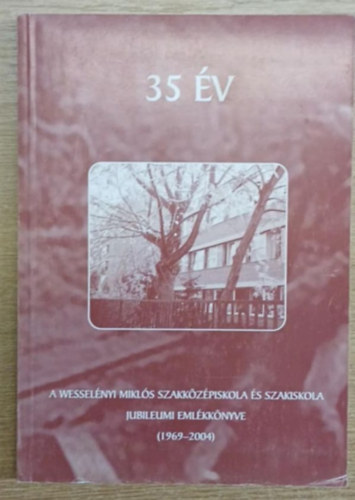 35 ÉV
A WESSELÉNYI MIKLÓS SZAKKÖZÉPISKOLA ÉS SZAKISKOLA
JUBILEUMI EMLÉKKÖNYVE
(1969-2004)